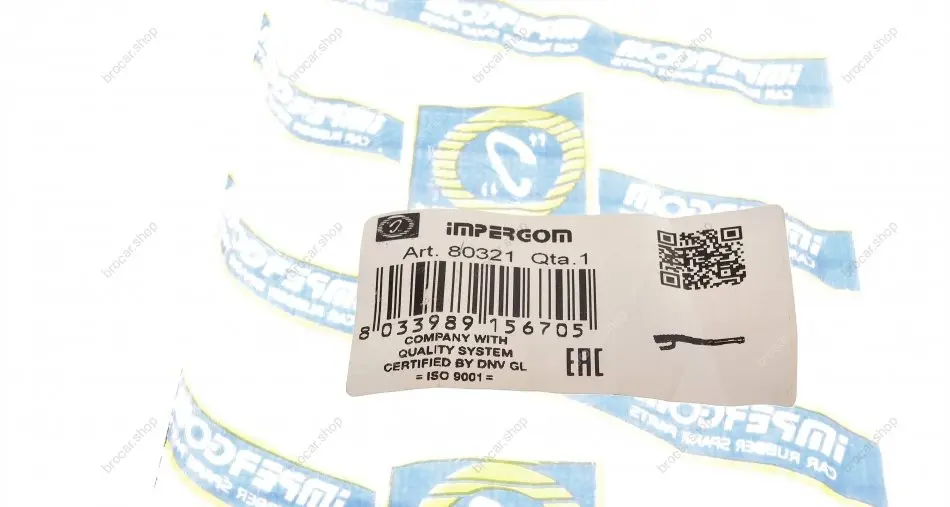 iMPERGOM
Art. 80321 Qta.1
8 033989 156705
COMPANY WITH
QUALITY SYSTEM
CERTIFIED BY DNV GL
= ISO 9001 =
EAC
iMPERGOM
CAR RUBBER SPARE PARTS
brocar.shop